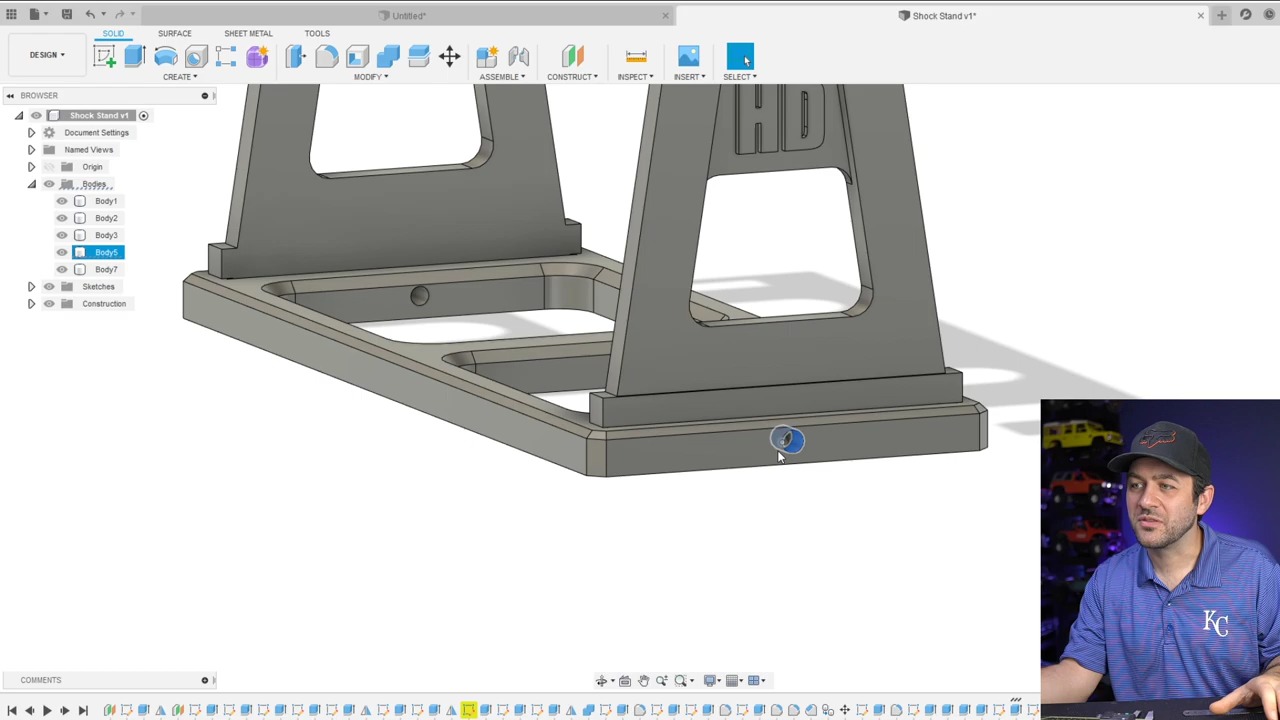 Untitled*
Shock Stand v1*
SOLID
SURFACE
SHEET METAL
TOOLS
DESIGN
CREATE
MODIFY
ASSEMBLE
CONSTRUCT
INSPECT
INSERT
SELECT
BROWSER
Shock Stand v1
Document Settings
Named Views
Origin
Bodies
Body1
Body2
Body3
Body5
Body7
Sketches
Construction
HD
KC
COMMENTS